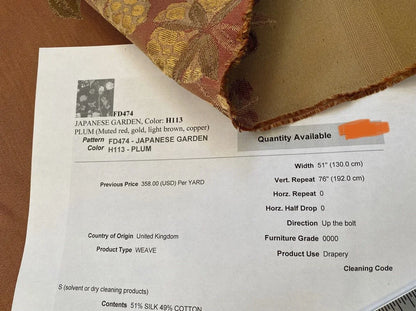 FD474
JAPANESE GARDEN, Color: H113
PLUM (Muted red, gold, light brown, copper)
Pattern FD474 - JAPANESE GARDEN
Color H113 - PLUM
Quantity Available
Width 51" (130.0 cm)
Previous Price 358.00 (USD) Per YARD
Vert. Repeat 76" (192.0 cm)
Horz. Repeat 0
Horz. Half Drop 0
Direction Up the bolt
Country of Origin United Kingdom
Furniture Grade 0000
Product Type WEAVE
Product Use Drapery
Cleaning Code
S (solvent or dry cleaning products)
Contents 51% SILK 49% COTTON